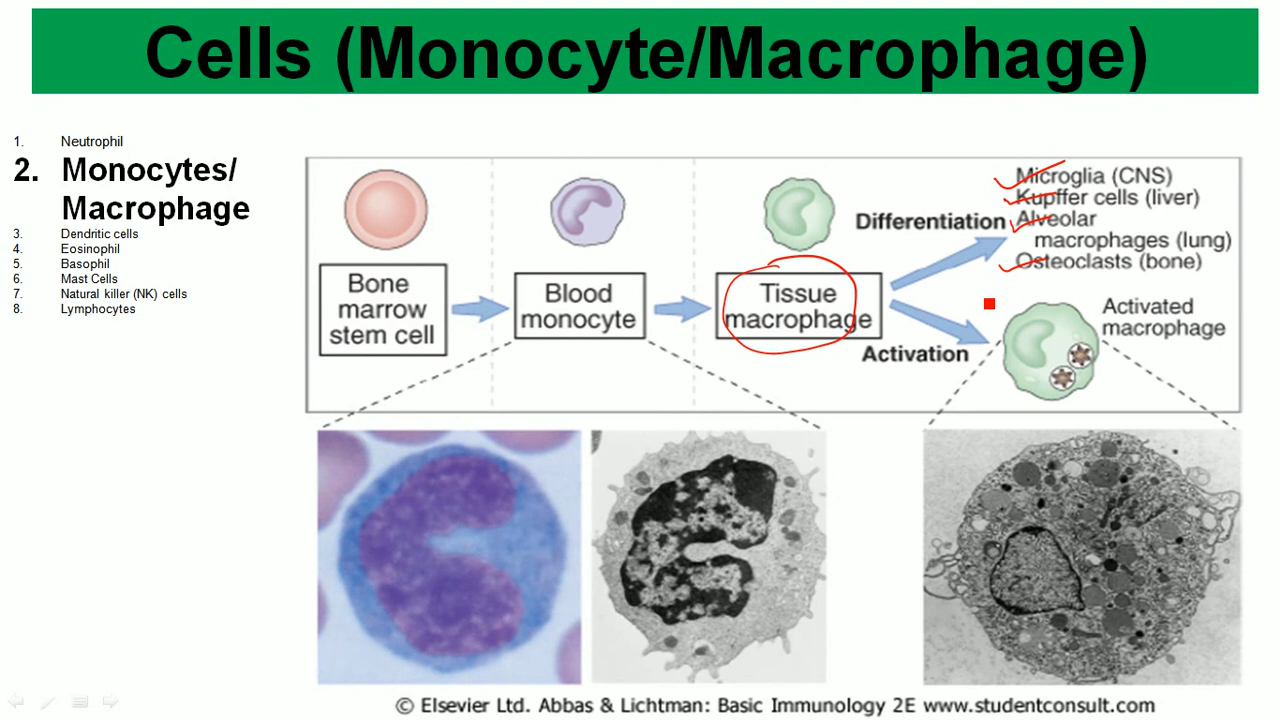 Cells (Monocyte/Macrophage)
1. Neutrophil
2. Monocytes/
Macrophage
3. Dendritic cells
4. Eosinophil
5. Basophil
6. Mast Cells
7. Natural killer (NK) cells
8. Lymphocytes
Bone
marrow
stem cell
Blood
monocyte
Tissue
macrophage
Differentiation
Microglia (CNS)
Kupffer cells (liver)
Alveolar
macrophages (lung)
Osteoclasts (bone)
Activation
Activated
macrophage
© Elsevier Ltd. Abbas & Lichtman: Basic Immunology 2E www.studentconsult.com